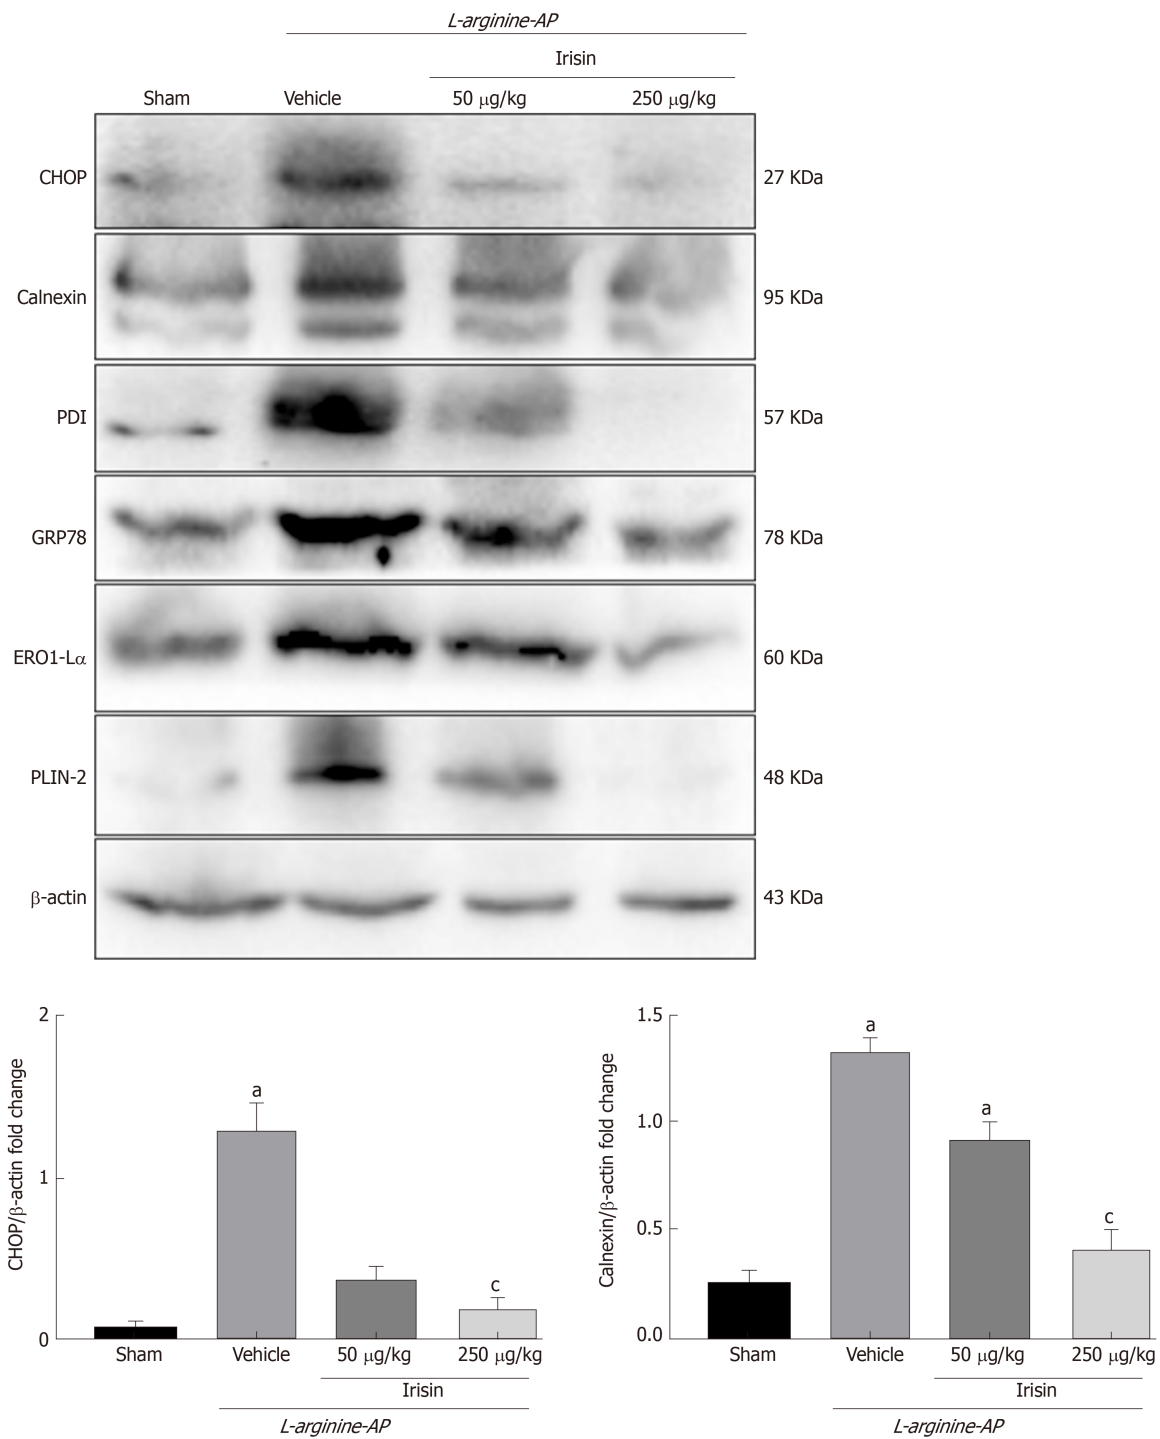 L-arginine-AP
Irisin
Sham Vehicle 50 μg/kg 250 μg/kg
CHOP 27 KDa
Calnexin 95 KDa
PDI 57 KDa
GRP78 78 KDa
ERO1-Lα 60 KDa
PLIN-2 48 KDa
β-actin 43 KDa
CHOP/β-actin fold change
2
1
0
a
c
Sham Vehicle 50 μg/kg 250 μg/kg
Irisin
L-arginine-AP
Calnexin/β-actin fold change
1.5
1.0
0.5
0.0
a
a
c
Sham Vehicle 50 μg/kg 250 μg/kg
Irisin
L-arginine-AP